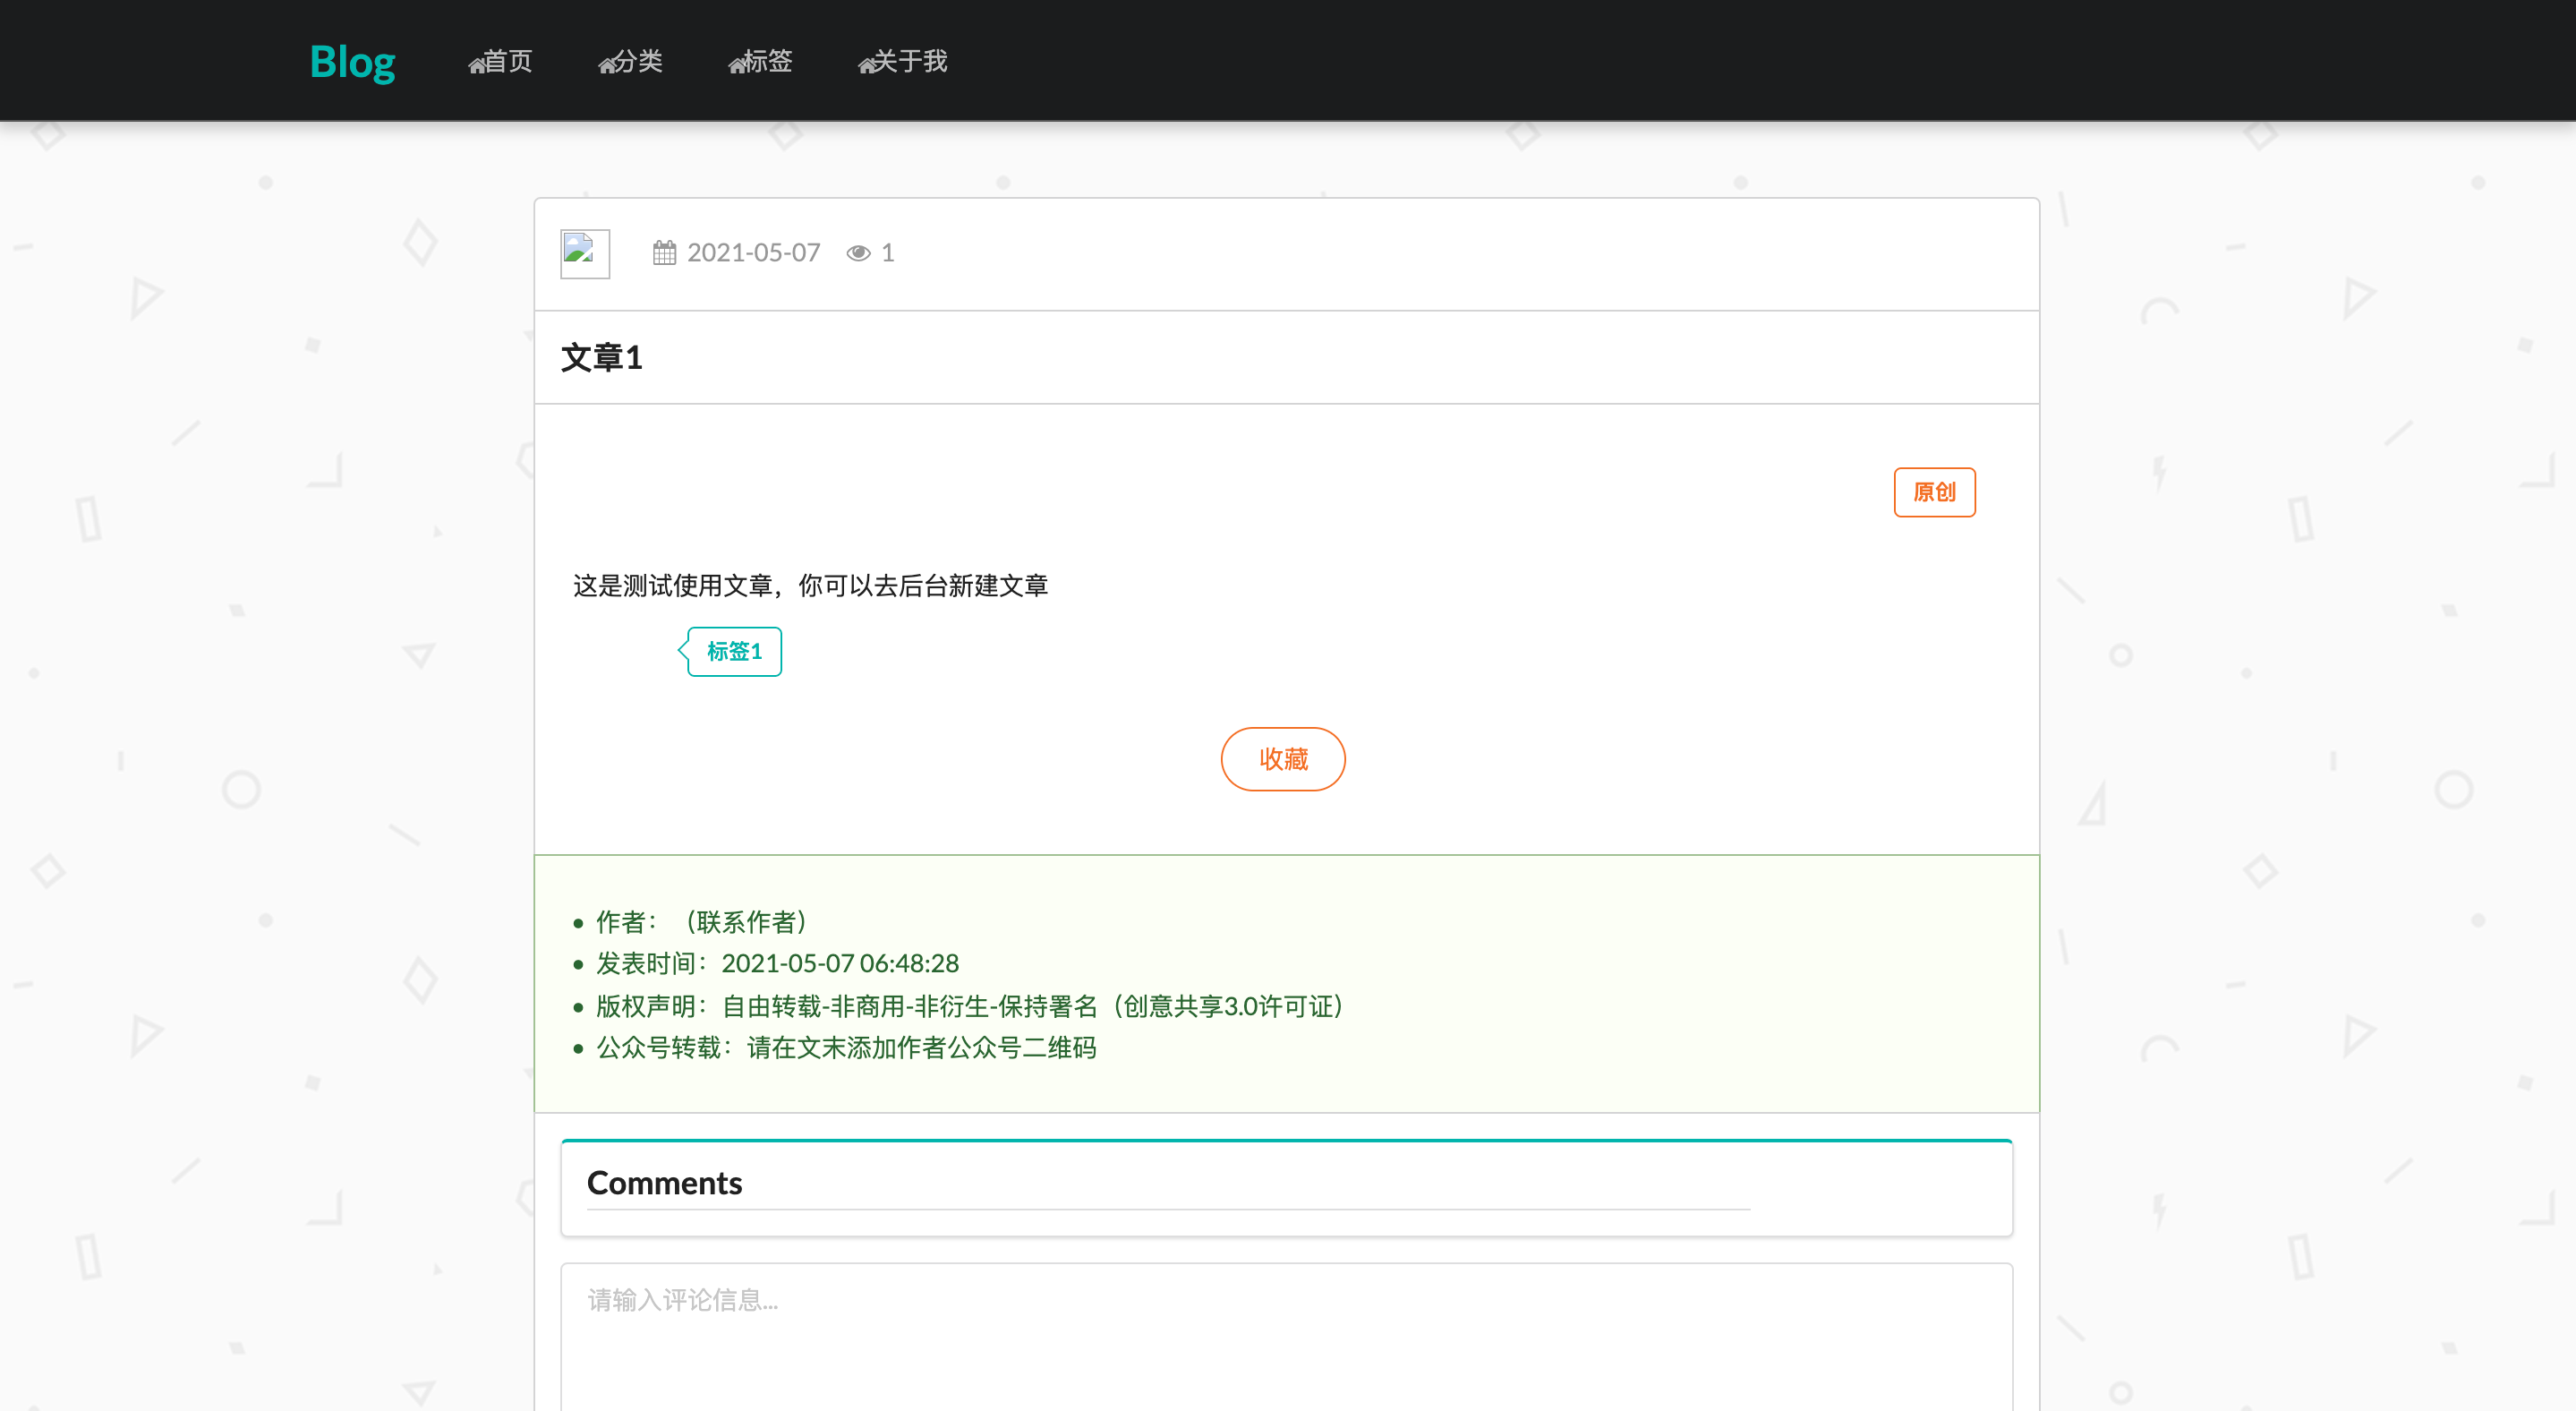 Blog 首页 分类 标签 关于我
2021-05-07 1
文章1
原创
这是测试使用文章，你可以去后台新建文章
标签1
收藏
作者：（联系作者）
发表时间：2021-05-07 06:48:28
版权声明：自由转载-非商用-非衍生-保持署名（创意共享3.0许可证）
公众号转载：请在文末添加作者公众号二维码
Comments
请输入评论信息...